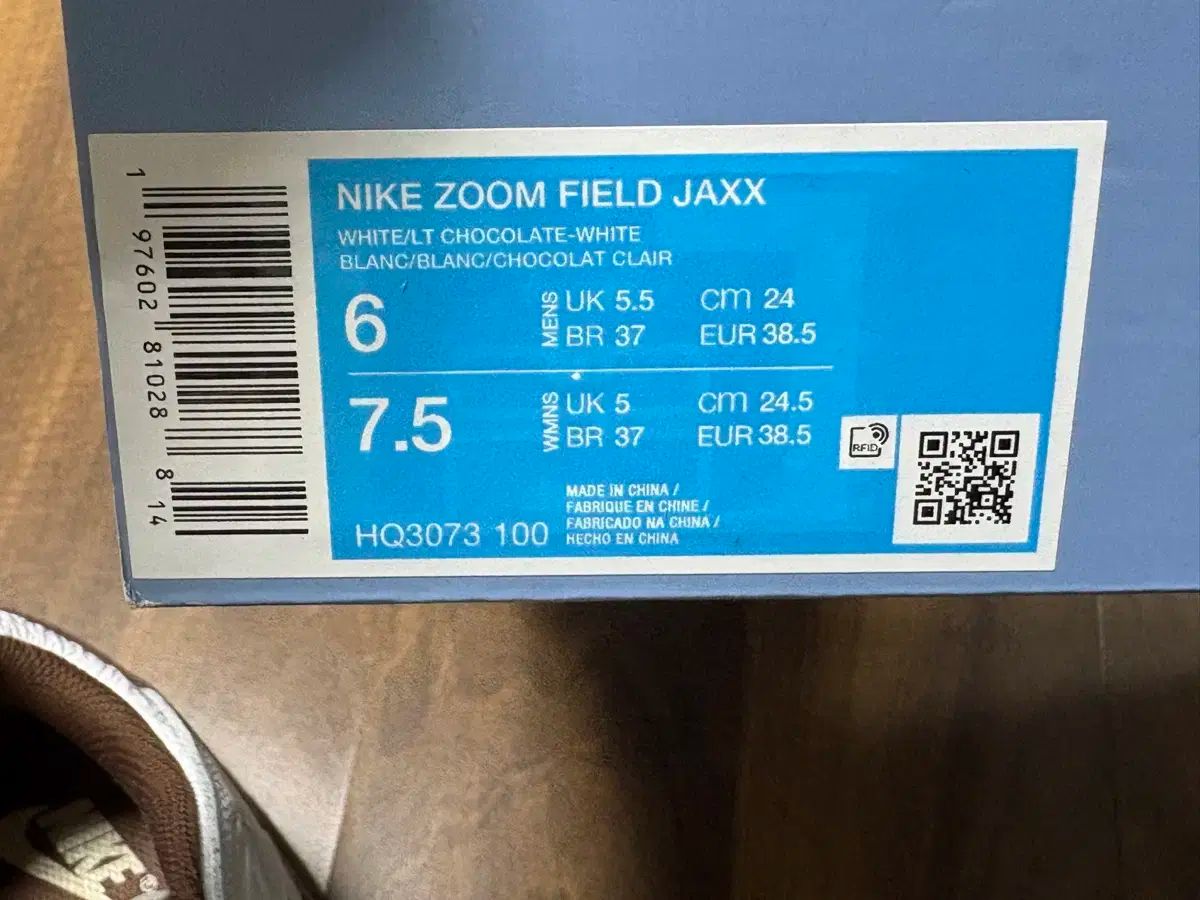 NIKE ZOOM FIELD JAXX
WHITE/LT CHOCOLATE-WHITE
BLANC/BLANC/CHOCOLAT CLAIR
6
MENS
UK 5.5 cm 24
BR 37 EUR 38.5
7.5
WMNS
UK 5 cm 24.5
BR 37 EUR 38.5
MADE IN CHINA /
FABRIQUE EN CHINE /
FABRICADO NA CHINA /
HECHO EN CHINA
HQ3073 100
RFID
1 97602 81028 8 14
NIKE